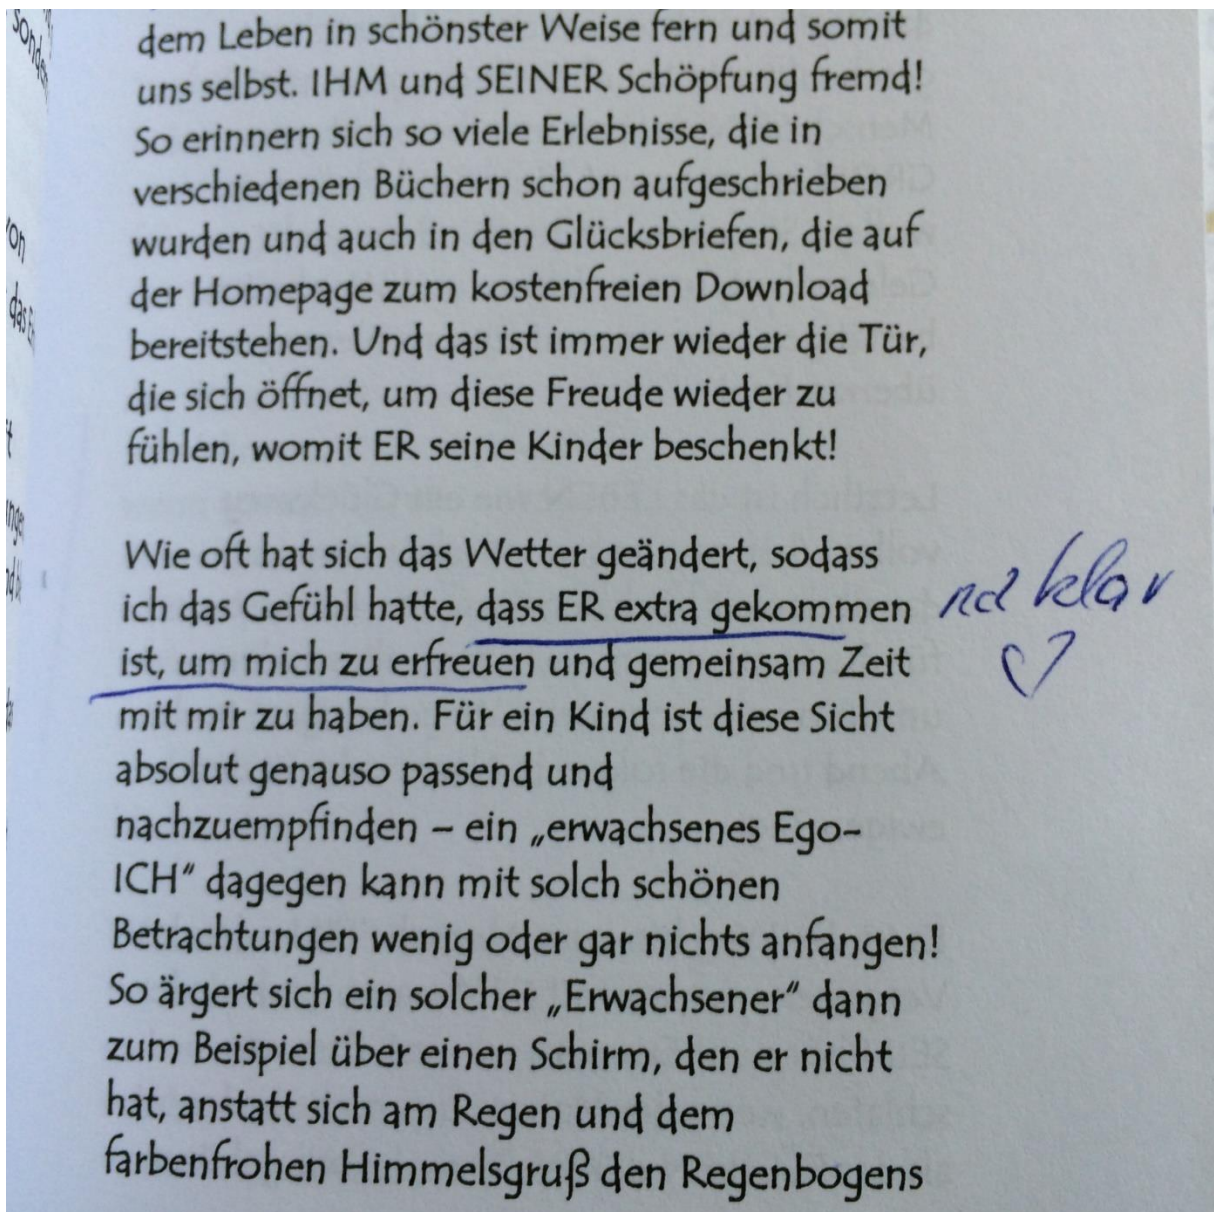 dem Leben in schönster Weise fern und somit
uns selbst. IHM und SEINER Schöpfung fremd!
So erinnern sich so viele Erlebnisse, die in
verschiedenen Büchern schon aufgeschrieben
wurden und auch in den Glücksbriefen, die auf
der Homepage zum kostenfreien Download
bereitstehen. Und das ist immer wieder die Tür,
die sich öffnet, um diese Freude wieder zu
fühlen, womit ER seine Kinder beschenkt!
Wie oft hat sich das Wetter geändert, sodass
ich das Gefühl hatte, dass ER extra gekommen
na klar
ist, um mich zu erfreuen und gemeinsam Zeit
mit mir zu haben. Für ein Kind ist diese Sicht
absolut genauso passend und
nachzuempfinden – ein „erwachsenes Ego-
ICH" dagegen kann mit solch schönen
Betrachtungen wenig oder gar nichts anfangen!
So ärgert sich ein solcher „Erwachsener" dann
zum Beispiel über einen Schirm, den er nicht
hat, anstatt sich am Regen und dem
farbenfrohen Himmelsgruß den Regenbogens